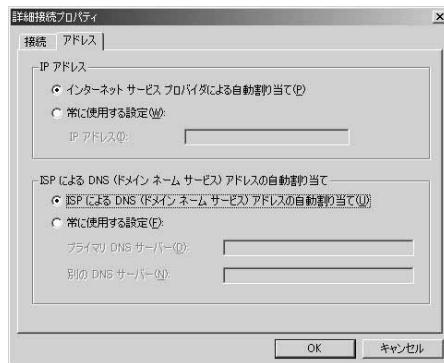 詳細接続プロパティ
接続 アドレス
IP アドレス
インターネット サービス プロバイダによる自動割り当て(P)
常に使用する設定(W):
IP アドレス(I):
ISP による DNS (ドメイン ネーム サービス) アドレスの自動割り当て
ISP による DNS (ドメイン ネーム サービス) アドレスの自動割り当て(U)
常に使用する設定(F):
プライマリ DNS サーバー(D):
別の DNS サーバー(N):
OK キャンセル